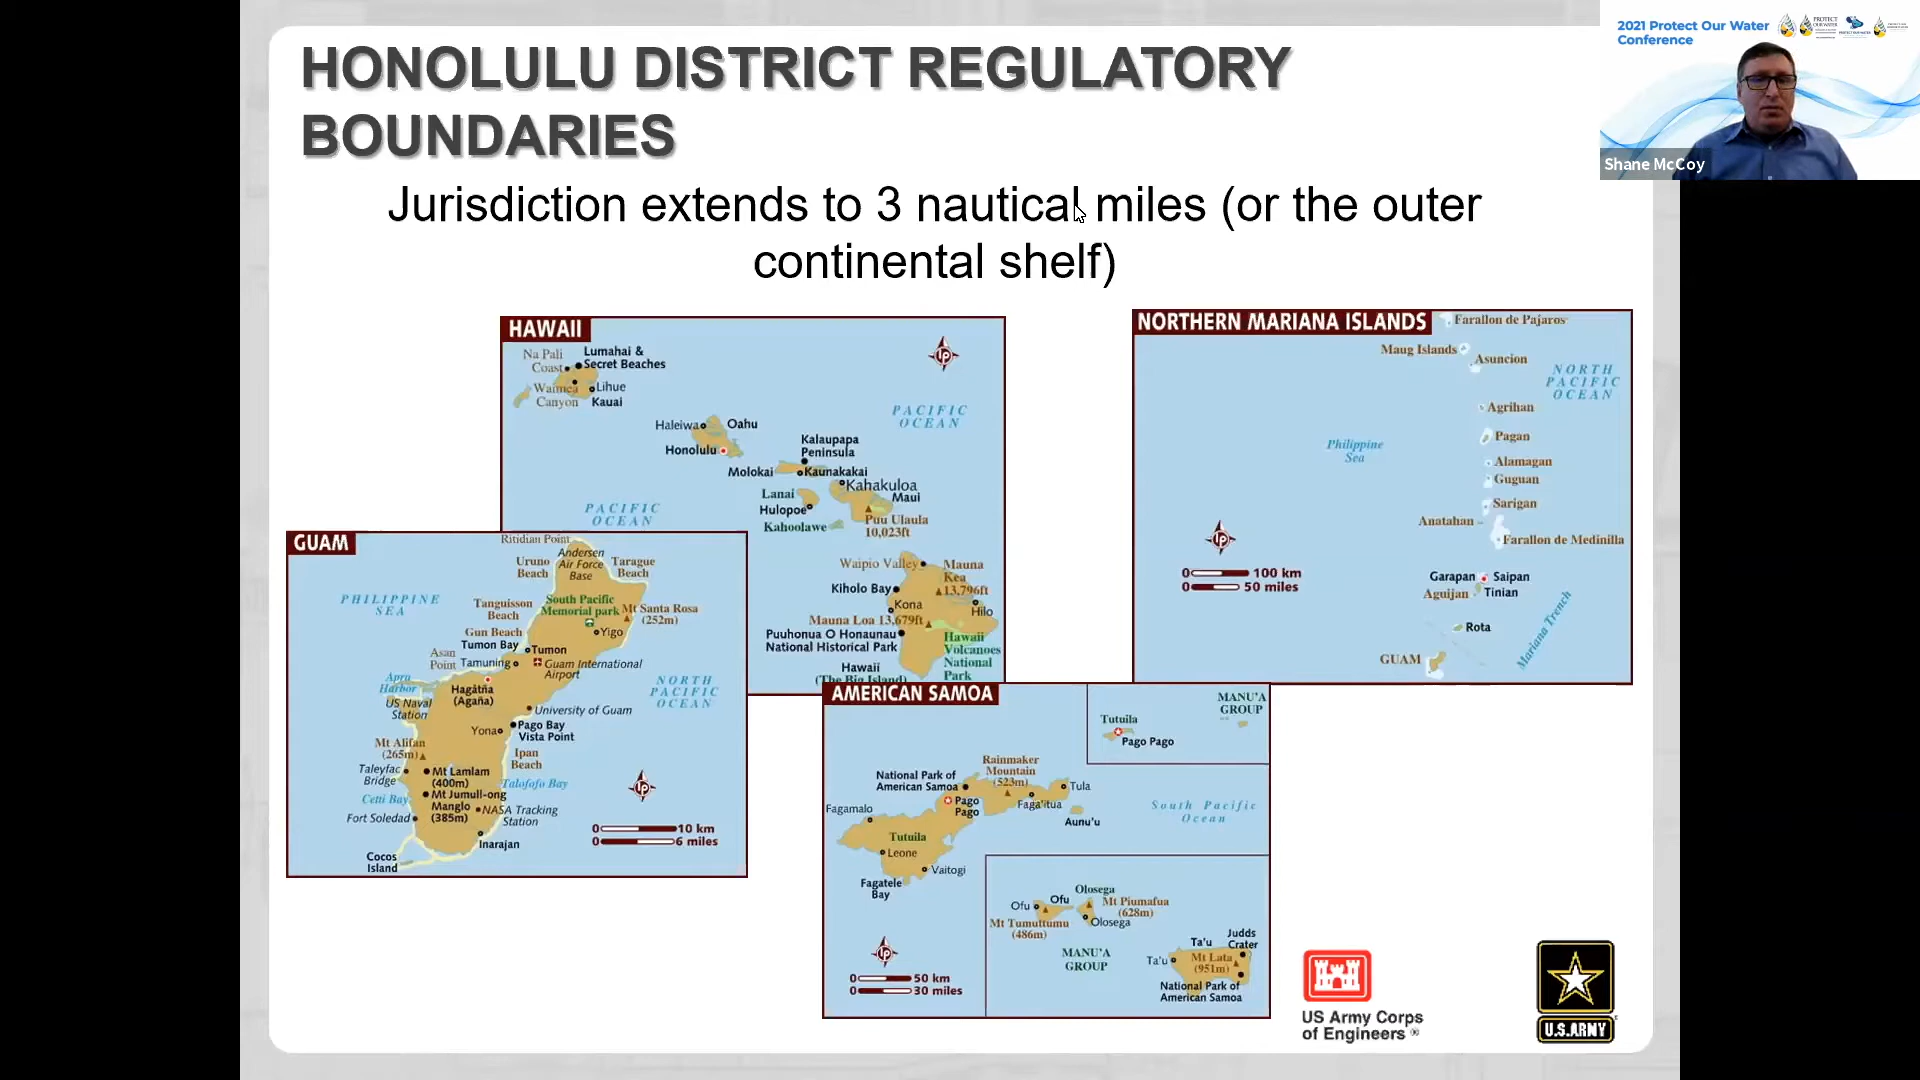 HONOLULU DISTRICT REGULATORY
BOUNDARIES
2021 Protect Our Water
Conference
Shane McCoy
Jurisdiction extends to 3 nautical miles (or the outer
continental shelf)
HAWAII
Na Pali
Coast
Lumahai &
Secret Beaches
Waimea
Canyon
Lihue
Kauai
Haleiwa
Oahu
Honolulu
PACIFIC
OCEAN
Kalaupapa
Peninsula
Molokai
Kaunakakai
Kahakuloa
Lanai
Maui
Hulopoe
Kahoolawe
Puu Ulaula
10,023ft
PACIFIC
OCEAN
Waipio Valley
Mauna
Kea
13,796ft
Kiholo Bay
Kona
Hilo
Mauna Loa 13,679ft
Puuhonua O Honaunau
National Historical Park
Hawaii
Volcanoes
National
Park
Hawaii
(The Big Island)
NORTHERN MARIANA ISLANDS
Farallon de Pajaros
Maug Islands
Asuncion
NORTH
PACIFIC
OCEAN
Agrihan
Pagan
Philippine
Sea
Alamagan
Guguan
Sarigan
Anatahan
Farallon de Medinilla
0 100 km
0 50 miles
Garapan
Saipan
Aguijan
Tinian
Rota
Mariana Trench
GUAM
GUAM
Ritidian Point
Andersen
Air Force
Base
Uruno
Beach
Tarague
Beach
PHILIPPINE
SEA
Tanguisson
Beach
South Pacific
Memorial park
Mt Santa Rosa
(252m)
Gun Beach
Yigo
Tumon Bay
Tumon
Asan
Point
Tamuning
Guam International
Airport
Apra
Harbor
Hagåtña
(Agaña)
NORTH
PACIFIC
OCEAN
US Naval
Station
University of Guam
Yona
Pago Bay
Vista Point
Mt Alifan
(265m)
Ipan
Beach
Taleyfac
Bridge
Mt Lamlam
(400m)
Talofofo Bay
Cetti Bay
Mt Jumull-ong
Manglo
(385m)
NASA Tracking
Station
Fort Soledad
0 10 km
0 6 miles
Inarajan
Cocos
Island
AMERICAN SAMOA
MANU'A
GROUP
Tutuila
Pago Pago
Rainmaker
Mountain
(523m)
National Park of
American Samoa
Tula
Pago
Pago
Faga'itua
Fagamalo
Aunu'u
South Pacific
Ocean
Tutuila
Leone
Vaitogi
Fagatele
Bay
Olosega
Ofu
Ofu
Mt Piumafua
(628m)
Mt Tumutumu
(486m)
Olosega
MANU'A
GROUP
Ta'u
Judds
Crater
Ta'u
Mt Lata
(951m)
National Park of
American Samoa
0 50 km
0 30 miles
US Army Corps
of Engineers ®
U.S.ARMY